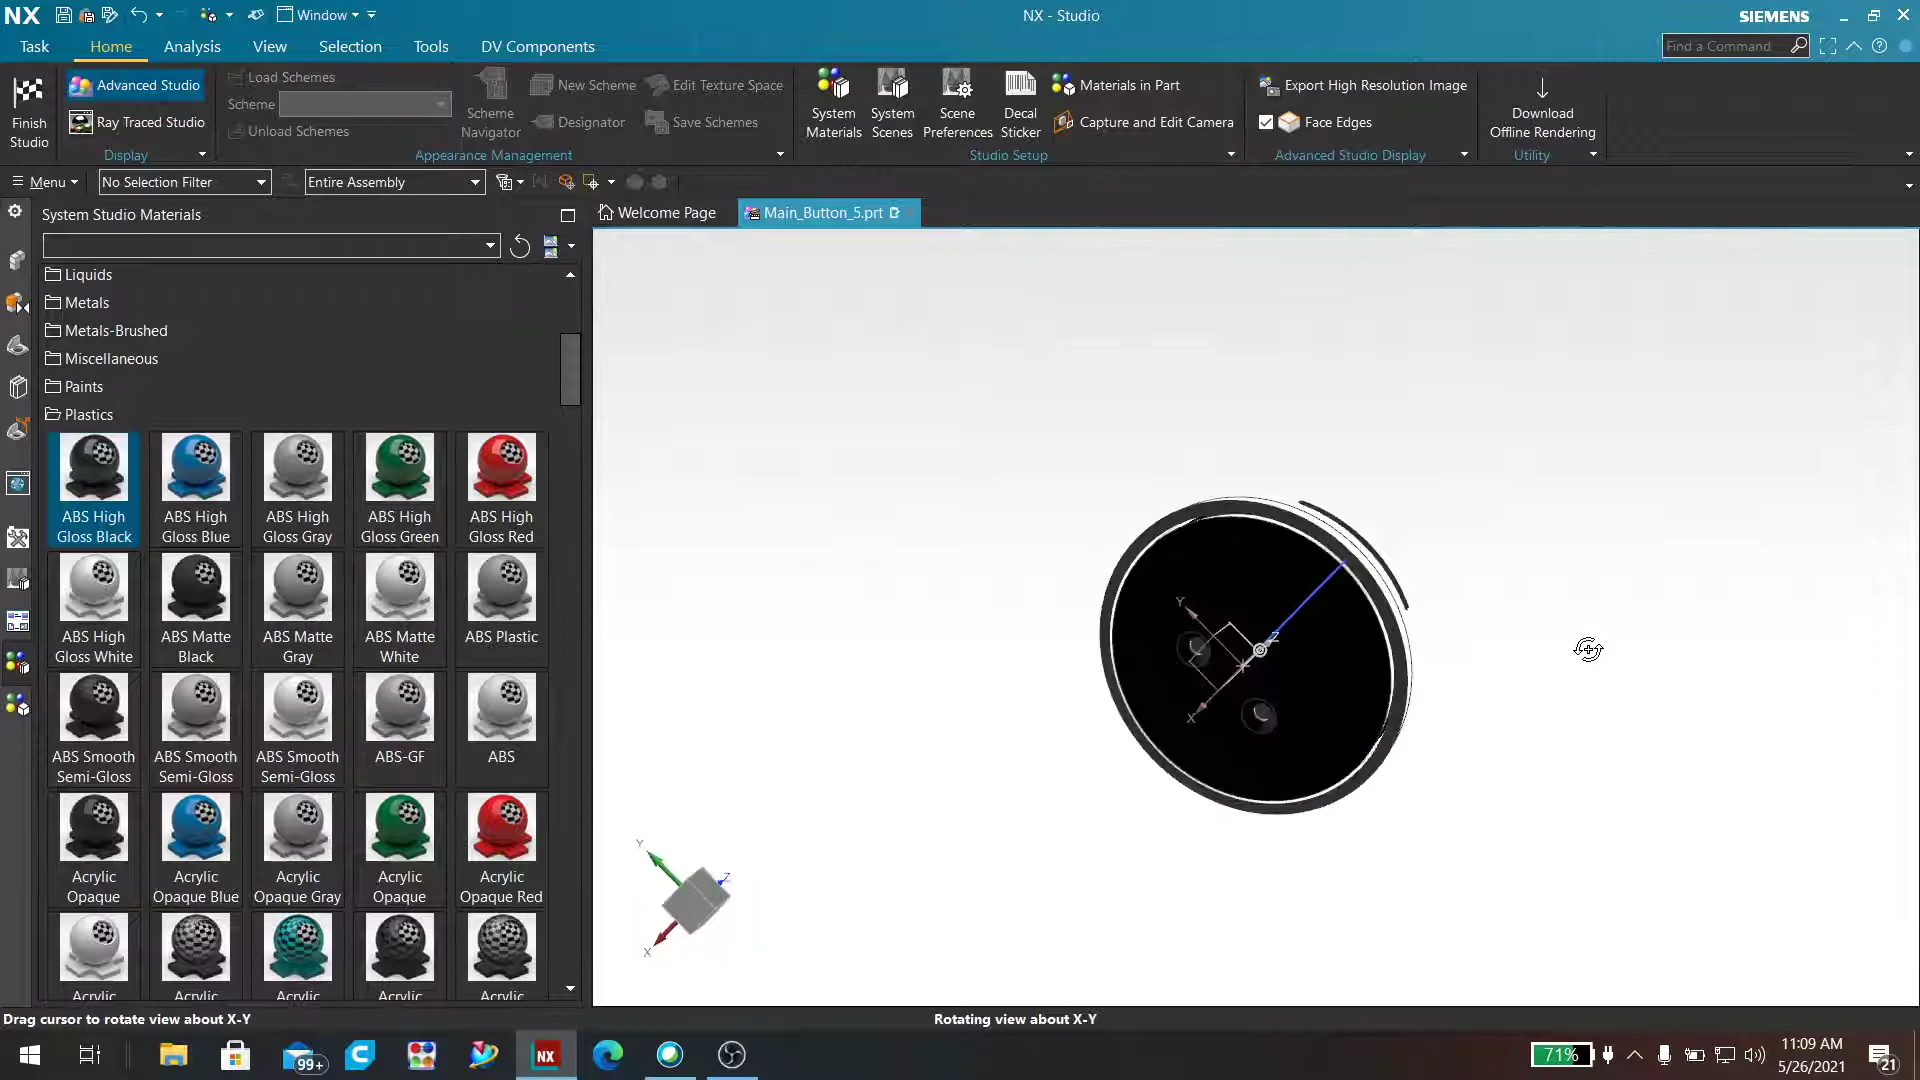 NX
Window
NX - Studio
SIEMENS
Task
Home
Analysis
View
Selection
Tools
DV Components
Find a Command
Finish
Studio
Advanced Studio
Ray Traced Studio
Display
Load Schemes
Scheme
Unload Schemes
Scheme
Navigator
New Scheme
Designator
Edit Texture Space
Save Schemes
Appearance Management
System
Materials
System
Scenes
Scene
Preferences
Decal
Sticker
Materials in Part
Capture and Edit Camera
Studio Setup
Export High Resolution Image
Face Edges
Advanced Studio Display
Download
Offline Rendering
Utility
Menu
No Selection Filter
Entire Assembly
System Studio Materials
Welcome Page
Main_Button_5.prt
Liquids
Metals
Metals-Brushed
Miscellaneous
Paints
Plastics
ABS High
Gloss Black
ABS High
Gloss Blue
ABS High
Gloss Gray
ABS High
Gloss Green
ABS High
Gloss Red
ABS High
Gloss White
ABS Matte
Black
ABS Matte
Gray
ABS Matte
White
ABS Plastic
ABS Smooth
Semi-Gloss
ABS Smooth
Semi-Gloss
ABS Smooth
Semi-Gloss
ABS-GF
ABS
Acrylic
Opaque
Acrylic
Opaque Blue
Acrylic
Opaque Gray
Acrylic
Opaque
Acrylic
Opaque Red
Acrylic
Acrylic
Acrylic
Acrylic
Acrylic
Y
Z
X
Y
Z
X
Drag cursor to rotate view about X-Y
Rotating view about X-Y
99+
NX
71%
11:09 AM
5/26/2021
21